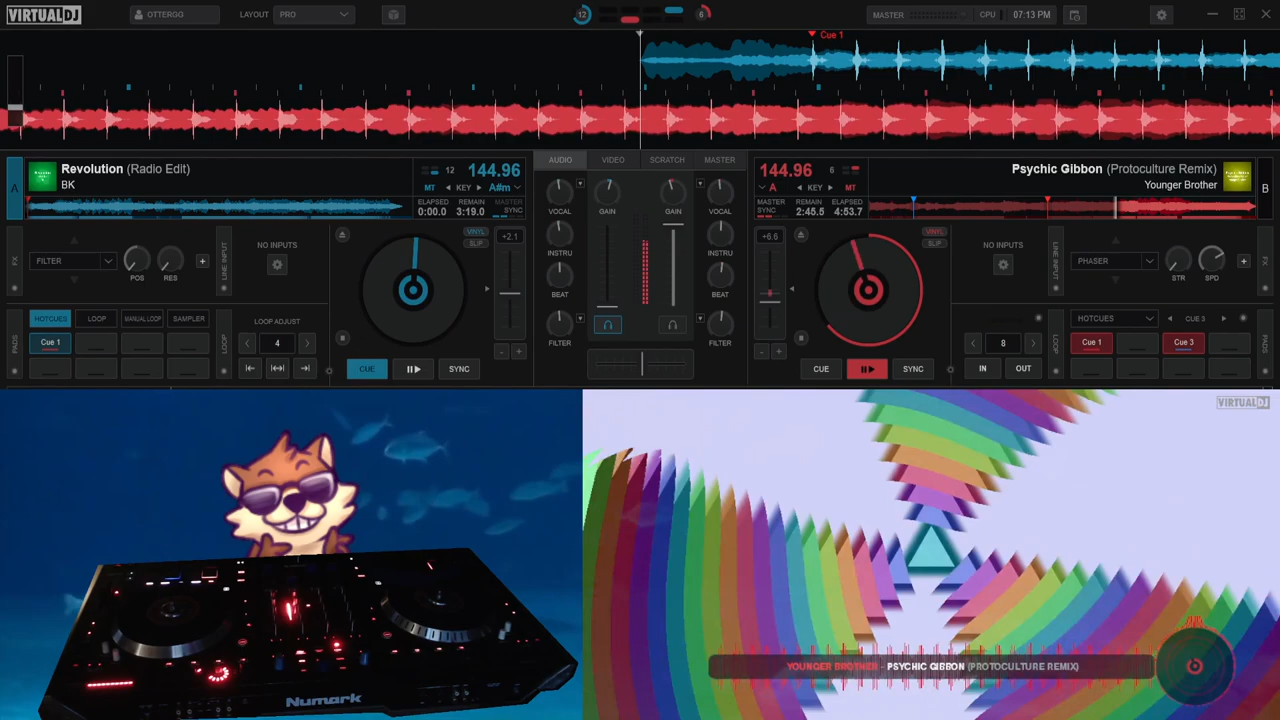 VIRTUALDJ
OTTERGG
LAYOUT
PRO
12
6
MASTER
CPU
07:13 PM
Cue 1
A
Revolution (Radio Edit)
BK
12
144.96
MT
KEY
A#m
ELAPSED
REMAIN
MASTER
SYNC
0:00.0
3:19.0
AUDIO
VIDEO
SCRATCH
MASTER
144.96
6
A
KEY
MT
MASTER
SYNC
REMAIN
ELAPSED
2:45.5
4:53.7
Psychic Gibbon (Protoculture Remix)
Younger Brother
B
FX
FILTER
POS
RES
+
LINE INPUT
NO INPUTS
VINYL
SLIP
+2.1
VOCAL
GAIN
GAIN
VOCAL
INSTRU
INSTRU
BEAT
BEAT
FILTER
FILTER
+6.6
VINYL
SLIP
NO INPUTS
LINE INPUT
PHASER
STR
SPD
+
FX
PADS
HOTCUES
LOOP
MANUAL LOOP
SAMPLER
Cue 1
LOOP
LOOP ADJUST
4
CUE
SYNC
- +
- +
CUE
SYNC
8
IN
OUT
LOOP
HOTCUES
CUE 3
Cue 1
Cue 3
PADS
VIRTUALDJ
Numark
YOUNGER BROTHER - PSYCHIC GIBBON (PROTOCULTURE REMIX)